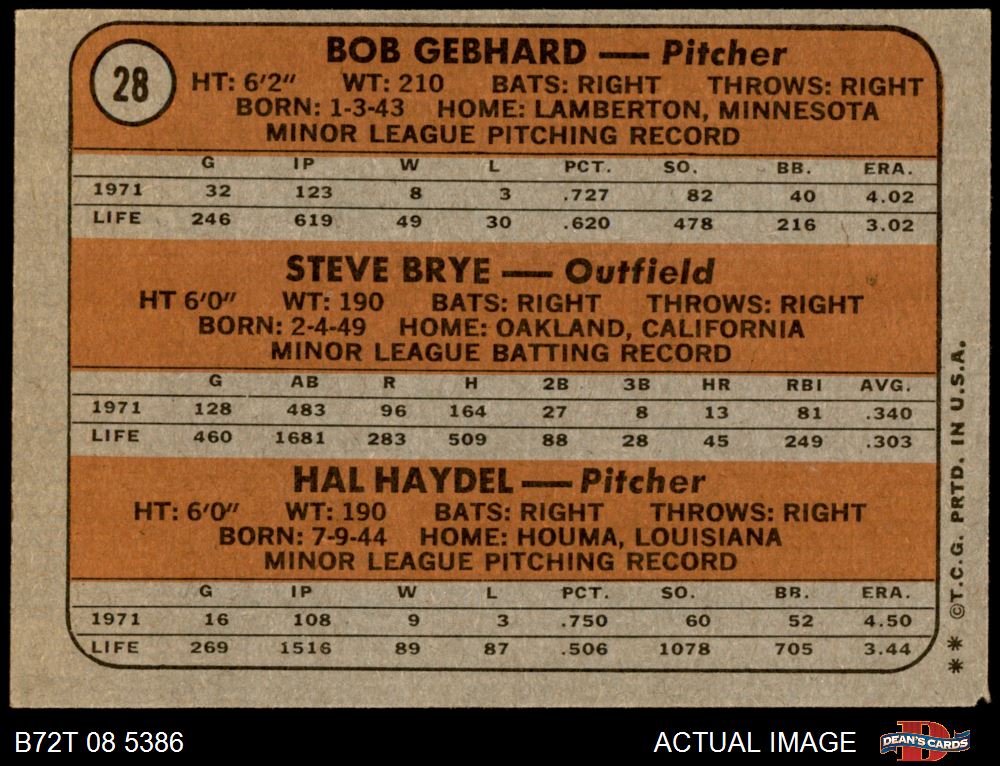 28
BOB GEBHARD — Pitcher
HT: 6'2" WT: 210 BATS: RIGHT THROWS: RIGHT
BORN: 1-3-43 HOME: LAMBERTON, MINNESOTA
MINOR LEAGUE PITCHING RECORD
G IP W L PCT. SO. BB. ERA.
1971 32 123 8 3 .727 82 40 4.02
LIFE 246 619 49 30 .620 478 216 3.02
STEVE BRYE — Outfield
HT 6'0" WT: 190 BATS: RIGHT THROWS: RIGHT
BORN: 2-4-49 HOME: OAKLAND, CALIFORNIA
MINOR LEAGUE BATTING RECORD
G AB R H 2B 3B HR RBI AVG.
1971 128 483 96 164 27 8 13 81 .340
LIFE 460 1681 283 509 88 28 45 249 .303
HAL HAYDEL — Pitcher
HT: 6'0" WT: 190 BATS: RIGHT THROWS: RIGHT
BORN: 7-9-44 HOME: HOUMA, LOUISIANA
MINOR LEAGUE PITCHING RECORD
G IP W L PCT. SO. BB. ERA.
1971 16 108 9 3 .750 60 52 4.50
LIFE 269 1516 89 87 .506 1078 705 3.44
** ©T.C.G. PRTD. IN U.S.A.
B72T 08 5386
ACTUAL IMAGE
D
DEAN'S CARDS